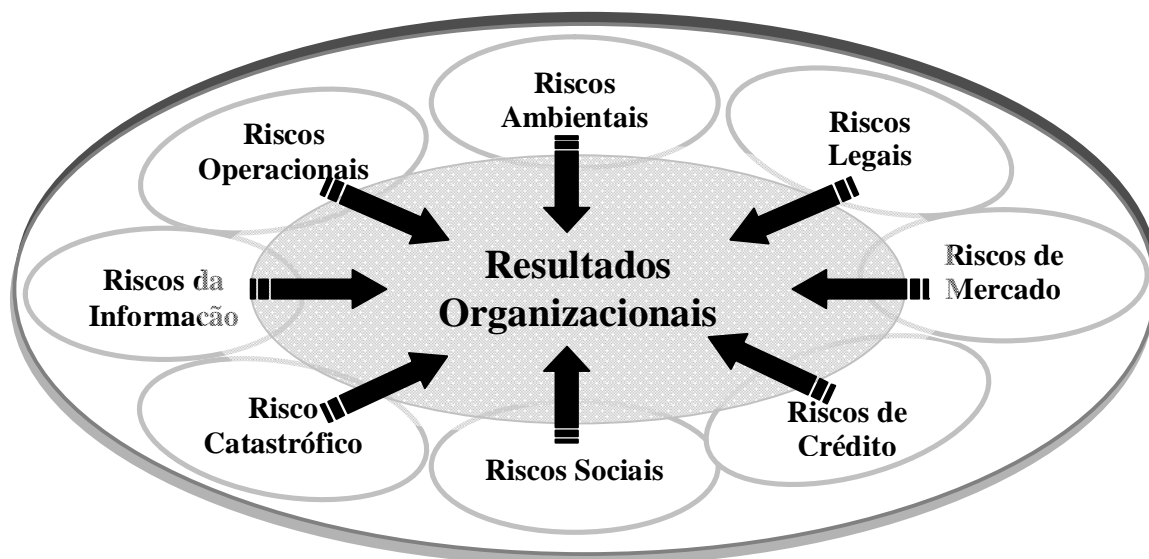 Riscos
Ambientais
Riscos
Operacionais
Riscos
Legais
Riscos da
Informação
Resultados
Organizacionais
Riscos de
Mercado
Risco
Catastrófico
Riscos Sociais
Riscos de
Crédito